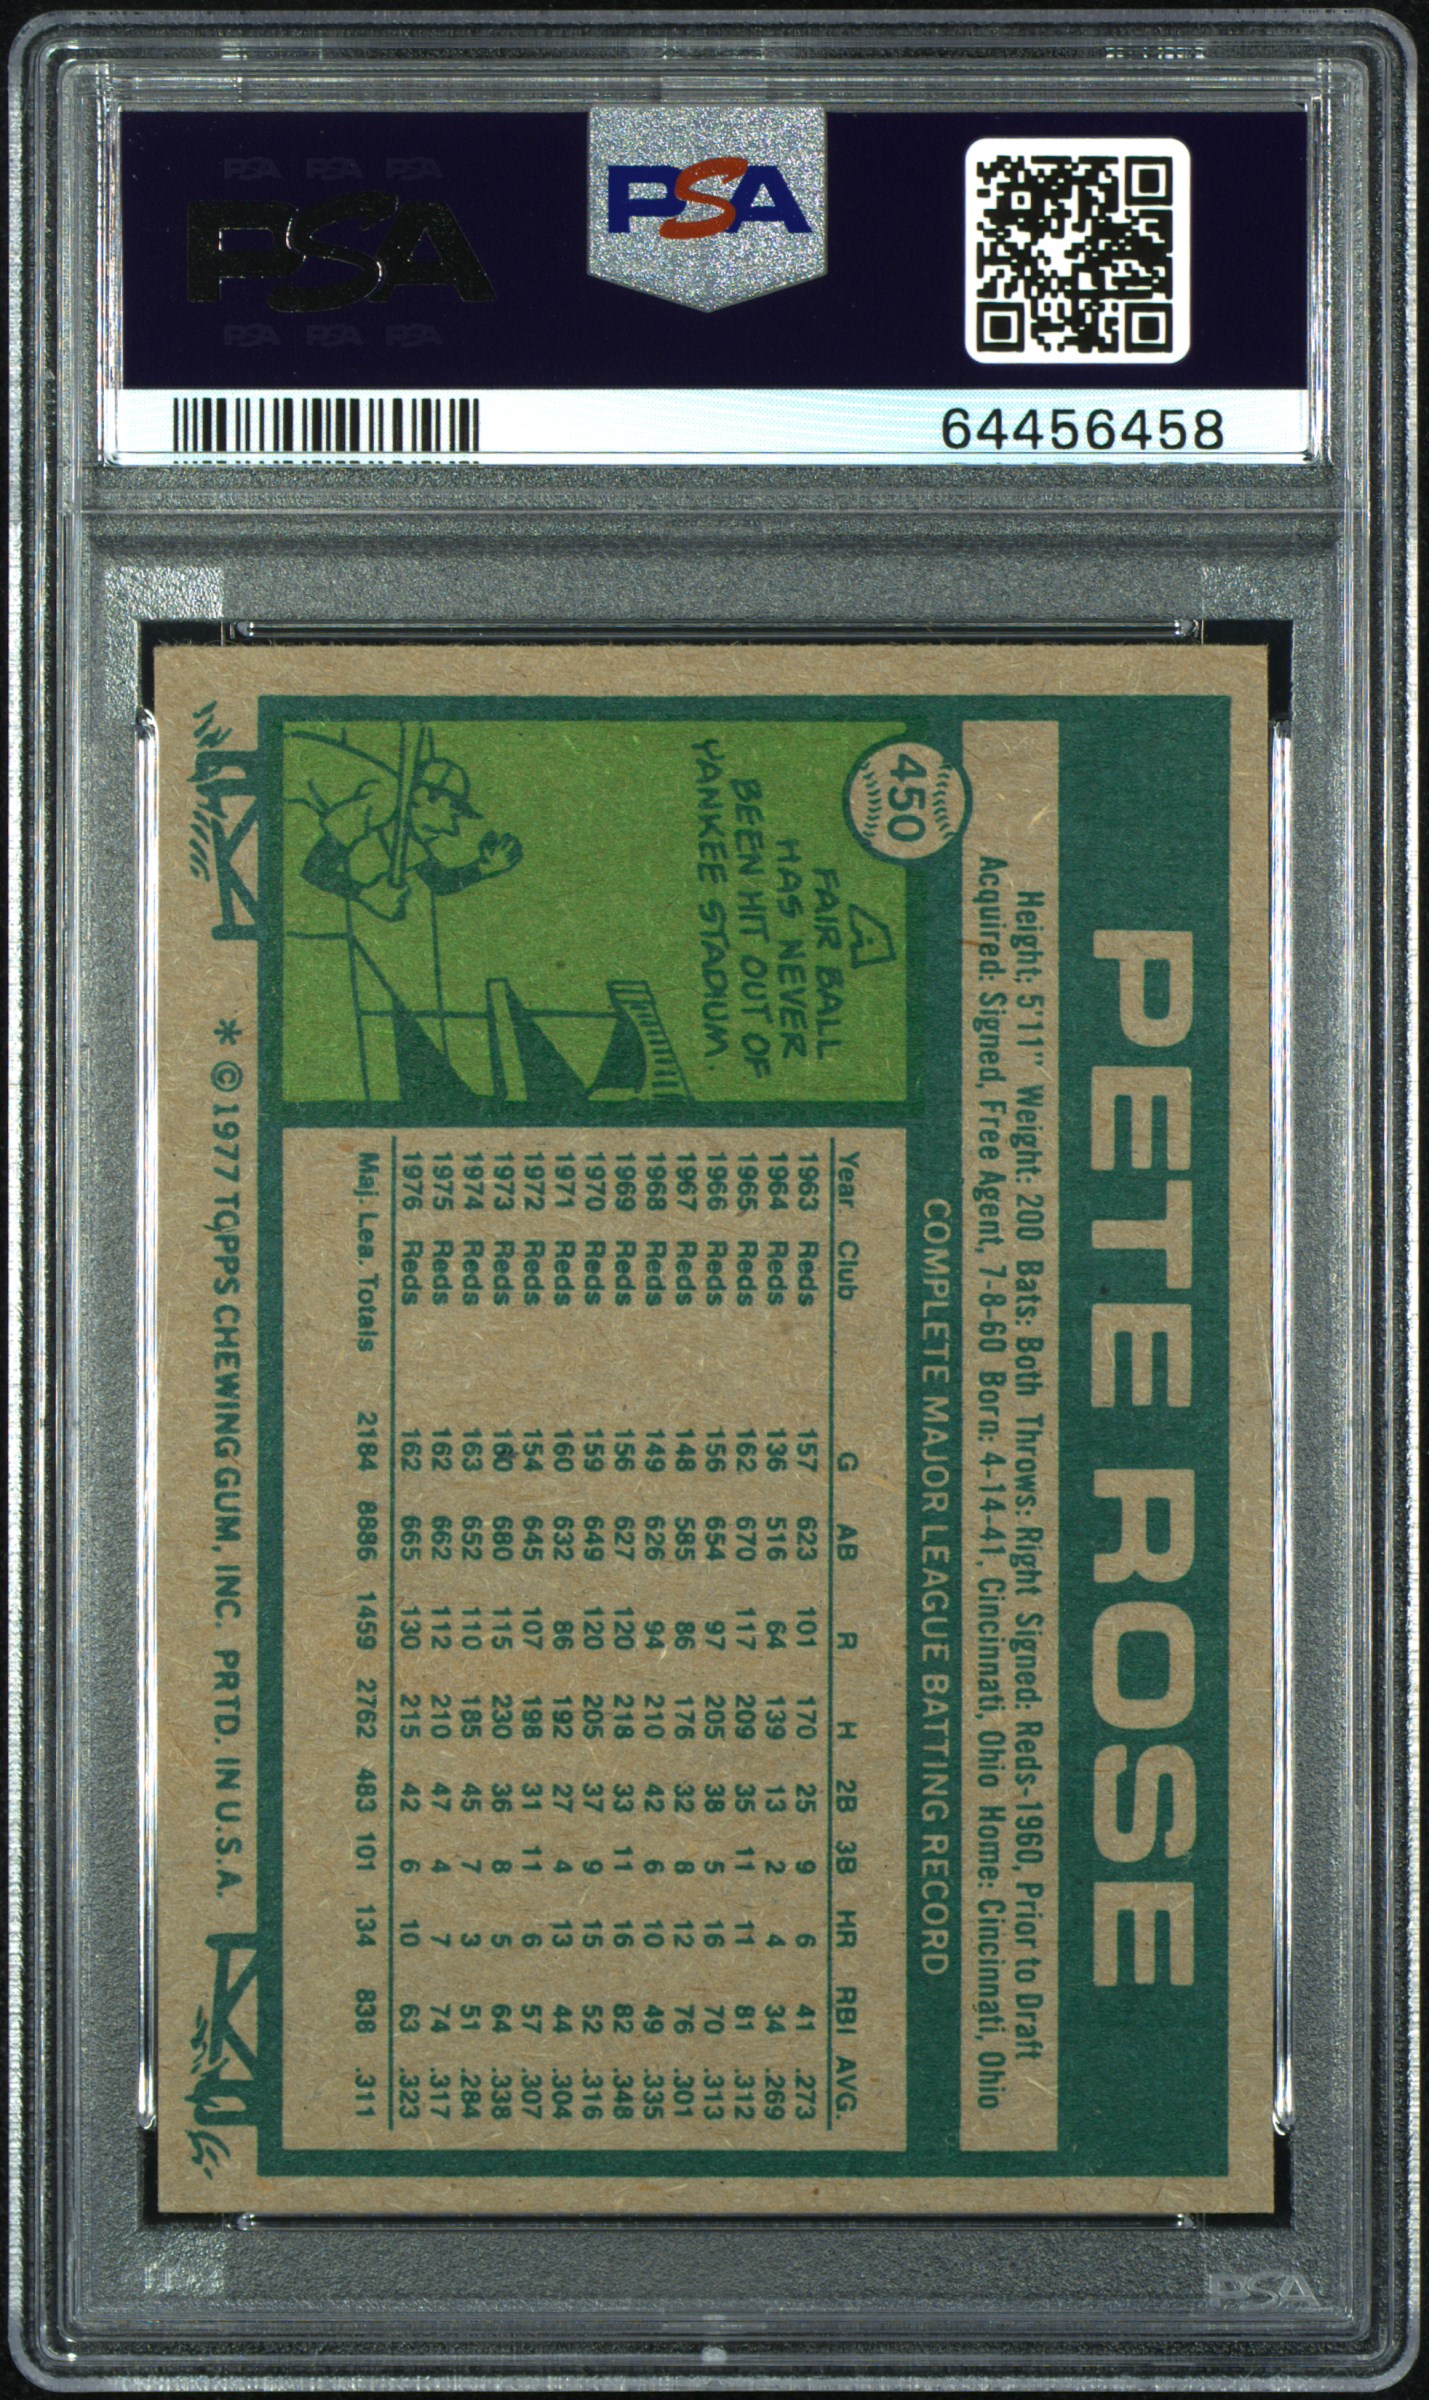 PSA PSA PSA
PSA
PSA PSA PSA
PSA
64456458
PETE ROSE
Height: 5'11" Weight: 200 Bats: Both Throws: Right Signed: Reds-1960, Prior to Draft
Acquired: Signed, Free Agent, 7-8-60 Born: 4-14-41, Cincinnati, Ohio Home: Cincinnati, Ohio
450
A
FAIR BALL
HAS NEVER
BEEN HIT OUT OF
YANKEE STADIUM.
COMPLETE MAJOR LEAGUE BATTING RECORD
Year Club G AB R H 2B 3B HR RBI AVG.
1963 Reds 157 623 101 170 25 9 6 41 .273
1964 Reds 136 516 64 139 13 2 4 34 .269
1965 Reds 162 670 117 209 35 11 11 81 .312
1966 Reds 156 654 97 205 38 5 16 70 .313
1967 Reds 148 585 86 176 32 8 12 76 .301
1968 Reds 149 626 94 210 42 6 10 49 .335
1969 Reds 156 627 120 218 33 11 16 82 .348
1970 Reds 159 649 120 205 37 9 15 52 .316
1971 Reds 160 632 86 192 27 4 13 44 .304
1972 Reds 154 645 107 198 31 11 6 57 .307
1973 Reds 160 680 115 230 36 8 5 64 .338
1974 Reds 163 652 110 185 45 7 3 51 .284
1975 Reds 162 662 112 210 47 4 7 74 .317
1976 Reds 162 665 130 215 42 6 10 63 .323
Maj. Lea. Totals 2184 8886 1459 2762 483 101 134 838 .311
* © 1977 TOPPS CHEWING GUM, INC. PRTD. IN U.S.A.
PSA